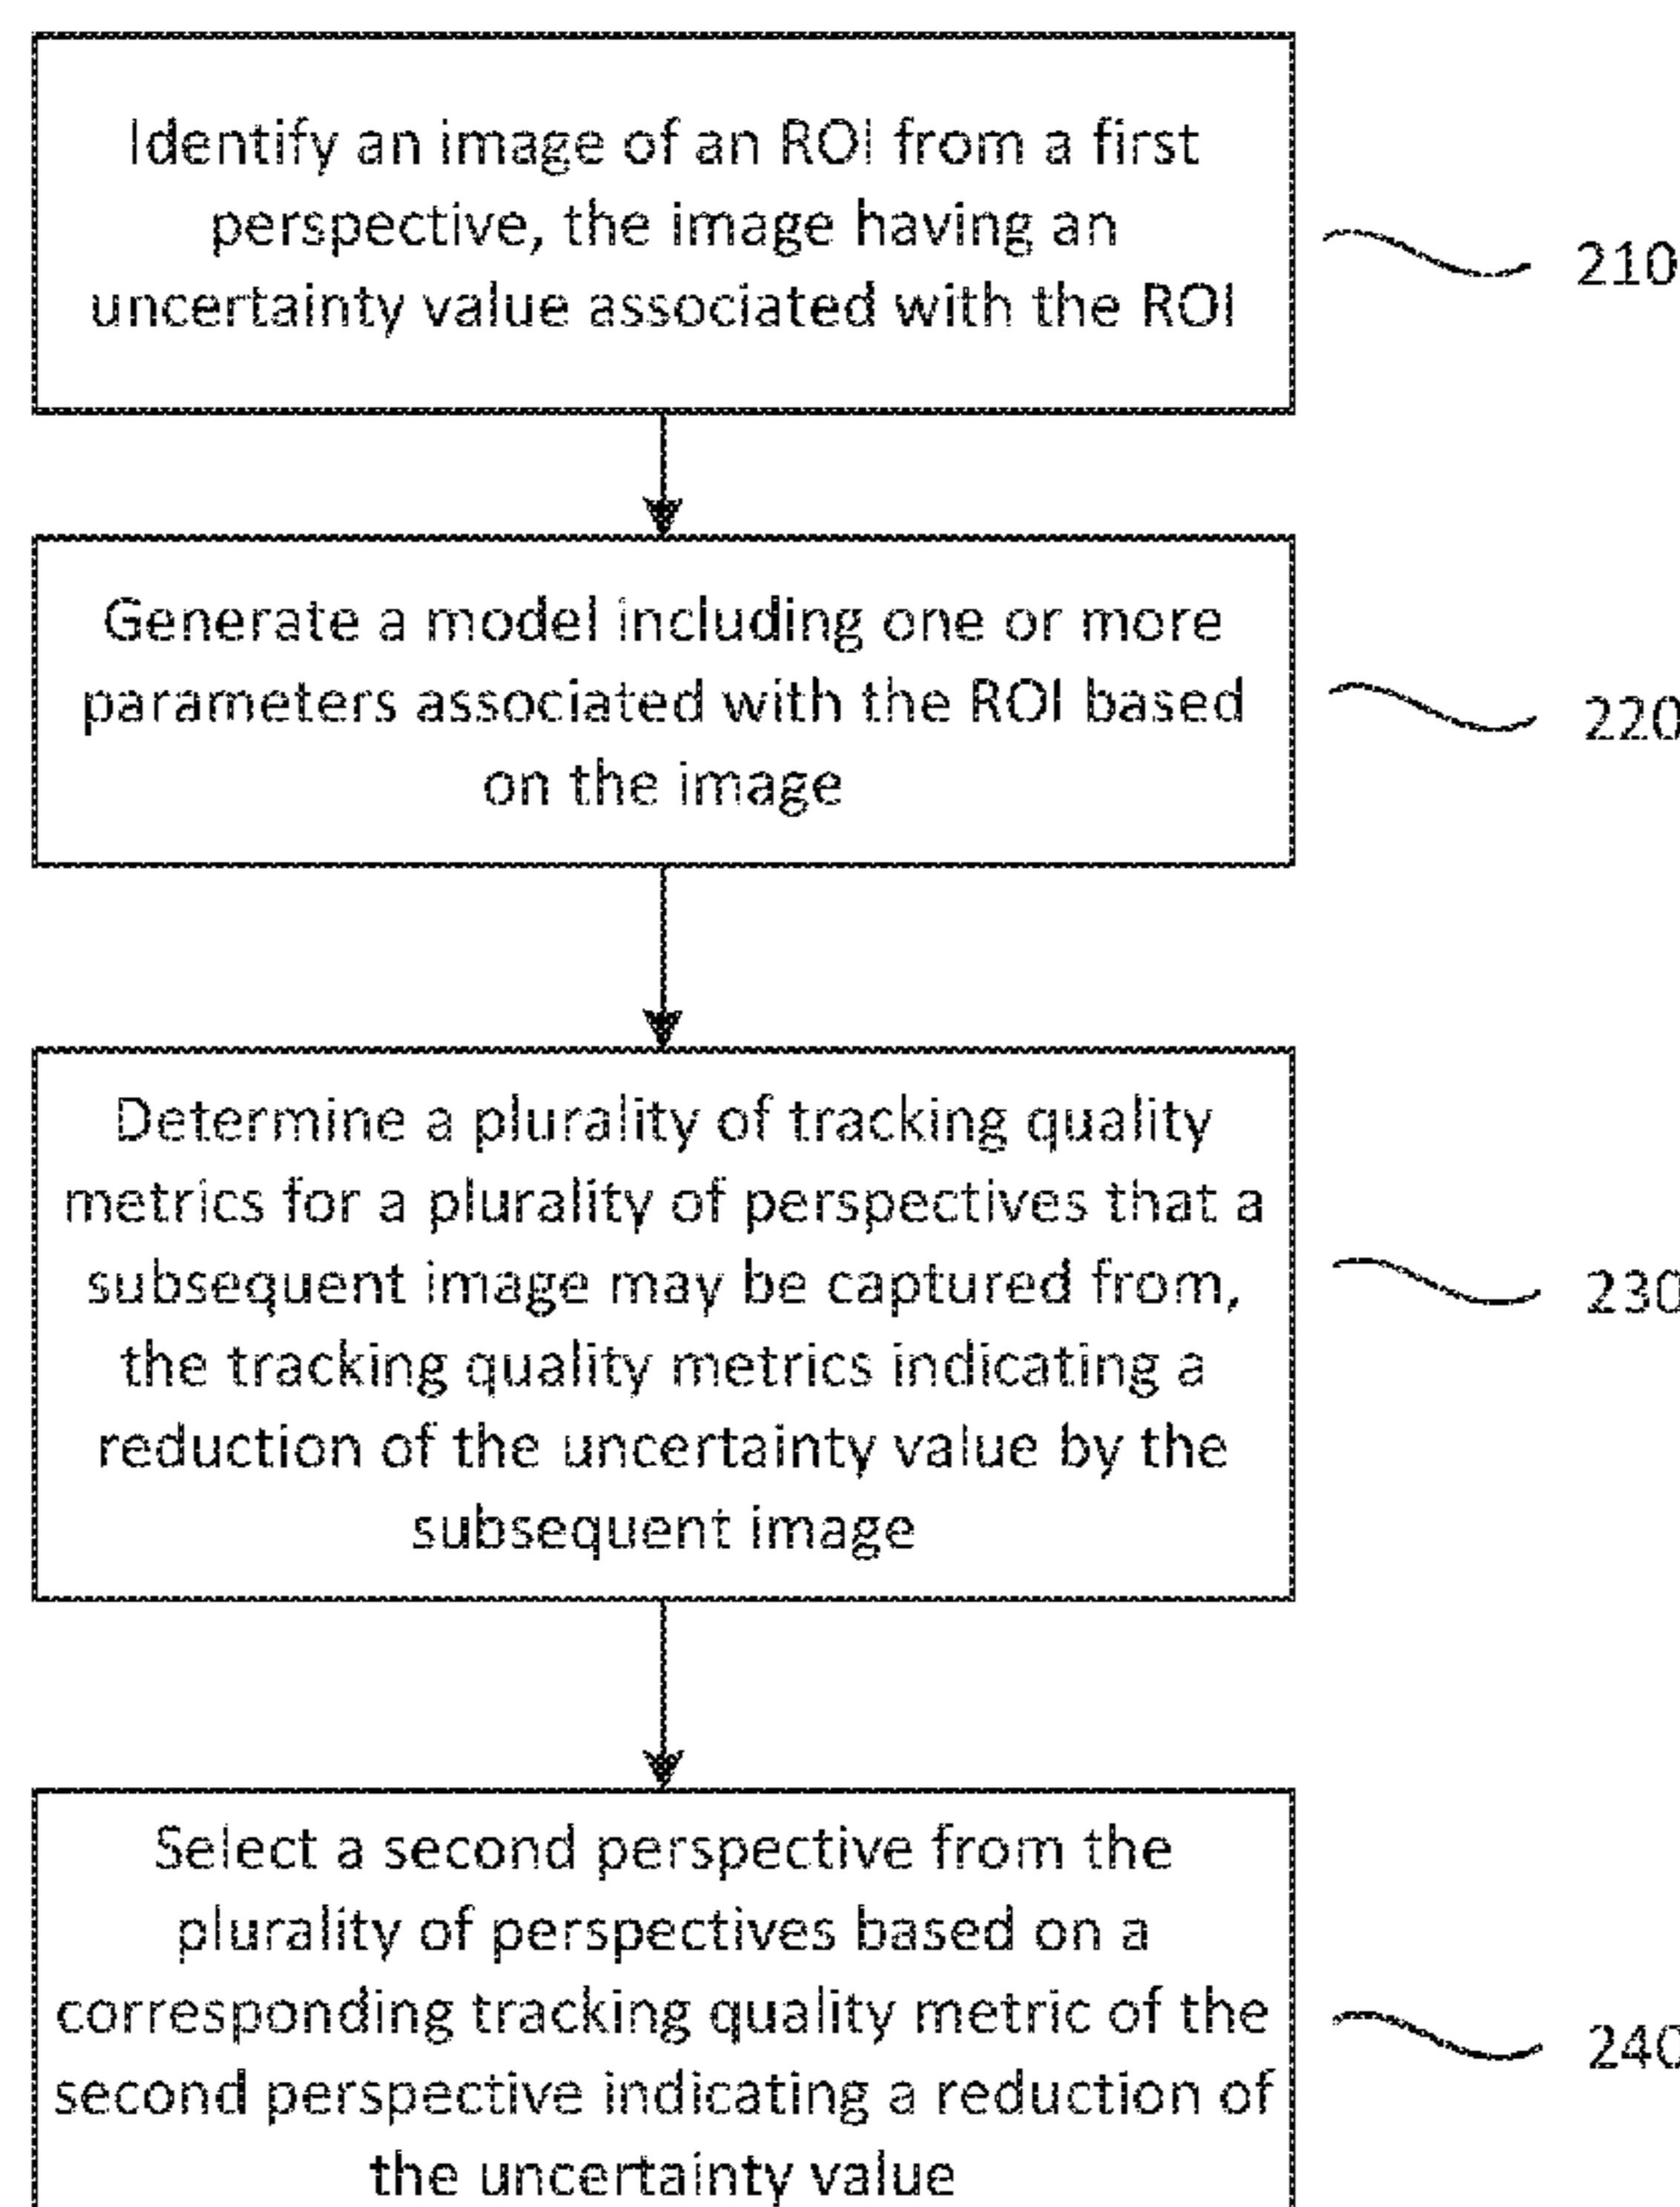 Identify an image of an ROI from a first
perspective, the image having an
uncertainty value associated with the ROI
210
Generate a model including one or more
parameters associated with the ROI based
on the image
220
Determine a plurality of tracking quality
metrics for a plurality of perspectives that a
subsequent image may be captured from,
the tracking quality metrics indicating a
reduction of the uncertainty value by the
subsequent image
230
Select a second perspective from the
plurality of perspectives based on a
corresponding tracking quality metric of the
second perspective indicating a reduction of
the uncertainty value
240